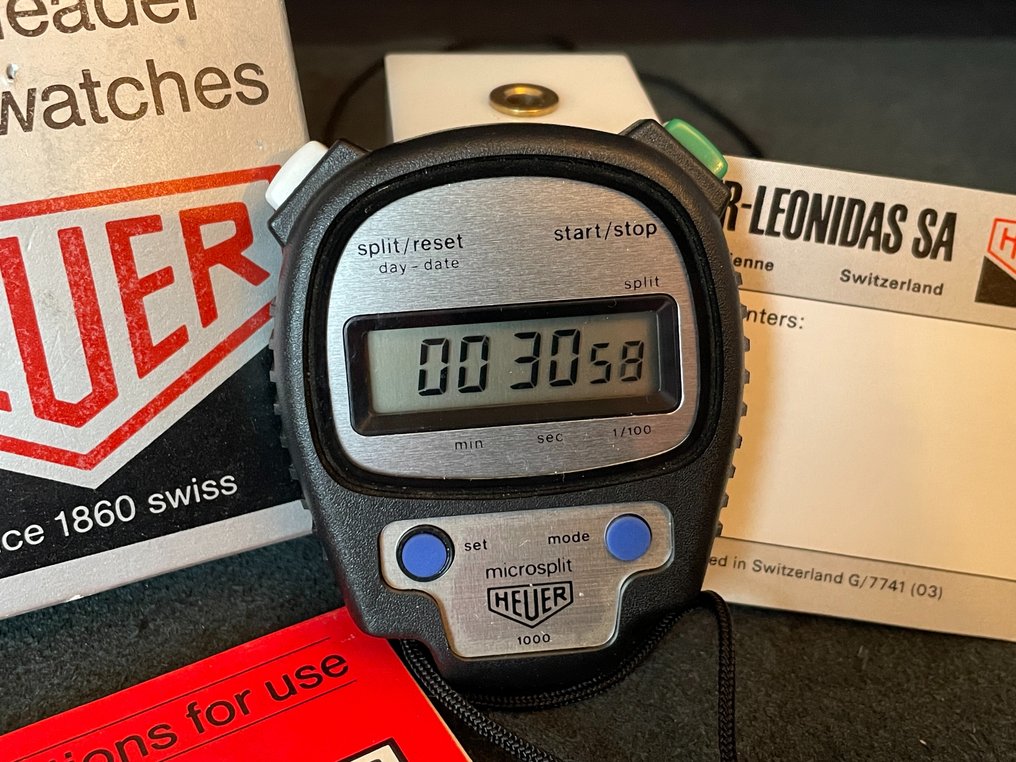 watches
HEUER
1860 swiss
split/reset
day-date
start/stop
split
00 30 58
min sec 1/100
set mode
microsplit
HEUER
1000
LEONIDAS SA
Switzerland
in Switzerland G/7741 (03)
for use